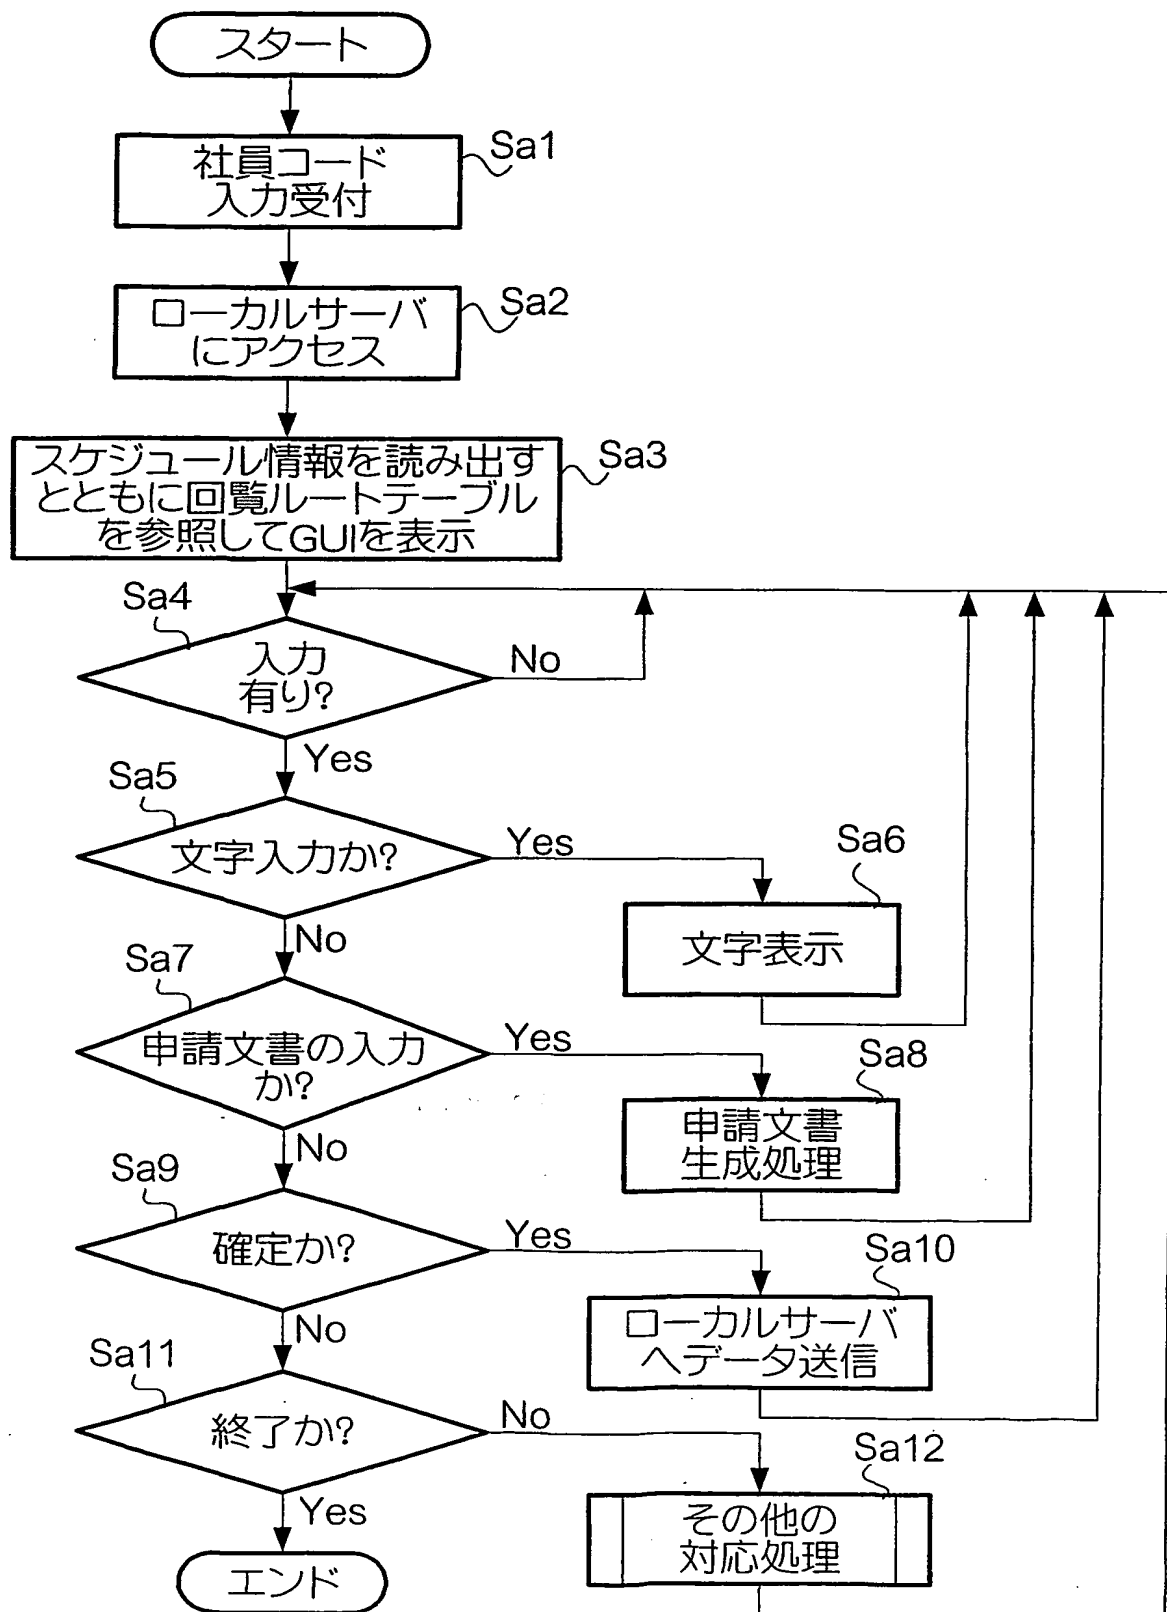 スタート
Sa1
社員コード
入力受付
Sa2
ローカルサーバ
にアクセス
Sa3
スケジュール情報を読み出す
とともに回覧ルートテーブル
を参照してGUIを表示
Sa4
入力
有り?
No
Yes
Sa5
文字入力か?
Yes
Sa6
文字表示
No
Sa7
申請文書の入力
か?
Yes
Sa8
申請文書
生成処理
No
Sa9
確定か?
Yes
Sa10
ローカルサーバ
へデータ送信
No
Sa11
終了か?
No
Sa12
その他の
対応処理
Yes
エンド